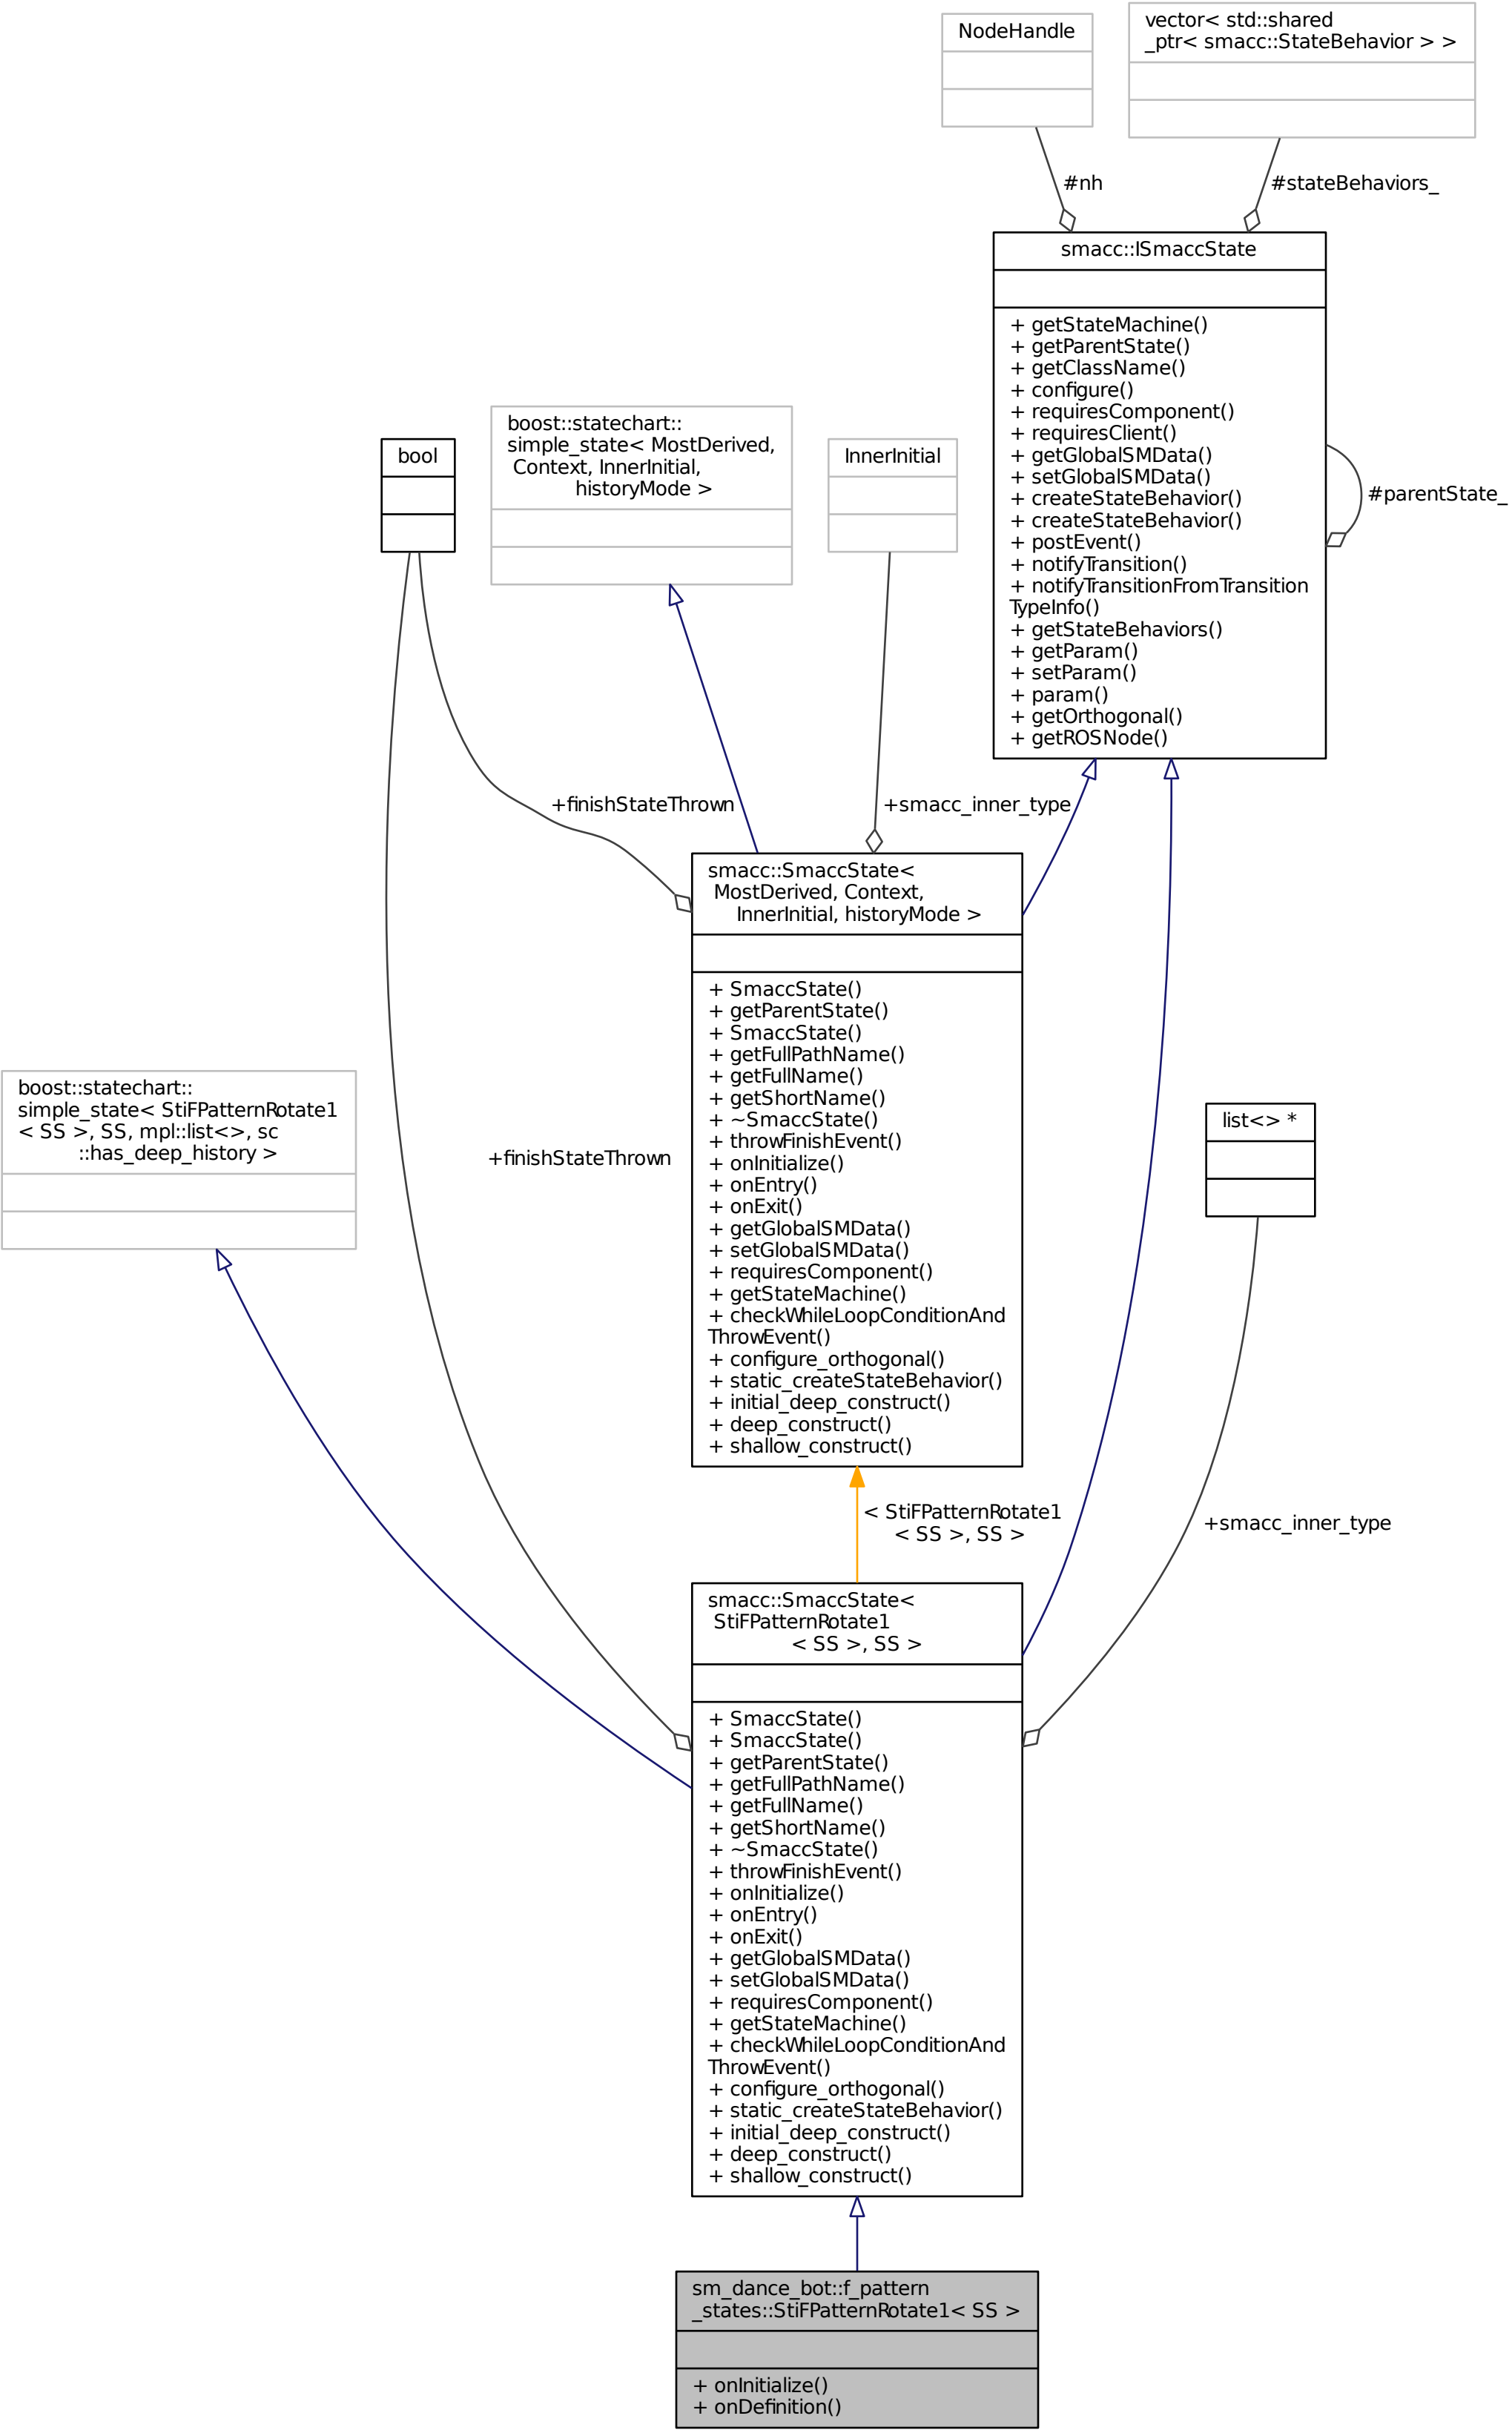 NodeHandle
vector< std::shared
_ptr< smacc::StateBehavior > >
#nh
#stateBehaviors_
smacc::ISmaccState
+ getStateMachine()
+ getParentState()
+ getClassName()
+ configure()
+ requiresComponent()
+ requiresClient()
+ getGlobalSMData()
+ setGlobalSMData()
+ createStateBehavior()
+ createStateBehavior()
+ postEvent()
+ notifyTransition()
+ notifyTransitionFromTransition
TypeInfo()
+ getStateBehaviors()
+ getParam()
+ setParam()
+ param()
+ getOrthogonal()
+ getROSNode()
#parentState_
bool
boost::statechart::
simple_state< MostDerived,
Context, InnerInitial,
historyMode >
InnerInitial
+finishStateThrown
+smacc_inner_type
smacc::SmaccState<
MostDerived, Context,
InnerInitial, historyMode >
+ SmaccState()
+ getParentState()
+ SmaccState()
+ getFullPathName()
+ getFullName()
+ getShortName()
+ ~SmaccState()
+ throwFinishEvent()
+ onInitialize()
+ onEntry()
+ onExit()
+ getGlobalSMData()
+ setGlobalSMData()
+ requiresComponent()
+ getStateMachine()
+ checkWhileLoopConditionAnd
ThrowEvent()
+ configure_orthogonal()
+ static_createStateBehavior()
+ initial_deep_construct()
+ deep_construct()
+ shallow_construct()
boost::statechart::
simple_state< StiFPatternRotate1
< SS >, SS, mpl::list<>, sc
::has_deep_history >
+finishStateThrown
list<> *
< StiFPatternRotate1
< SS >, SS >
+smacc_inner_type
smacc::SmaccState<
StiFPatternRotate1
< SS >, SS >
+ SmaccState()
+ SmaccState()
+ getParentState()
+ getFullPathName()
+ getFullName()
+ getShortName()
+ ~SmaccState()
+ throwFinishEvent()
+ onInitialize()
+ onEntry()
+ onExit()
+ getGlobalSMData()
+ setGlobalSMData()
+ requiresComponent()
+ getStateMachine()
+ checkWhileLoopConditionAnd
ThrowEvent()
+ configure_orthogonal()
+ static_createStateBehavior()
+ initial_deep_construct()
+ deep_construct()
+ shallow_construct()
sm_dance_bot::f_pattern
_states::StiFPatternRotate1< SS >
+ onInitialize()
+ onDefinition()